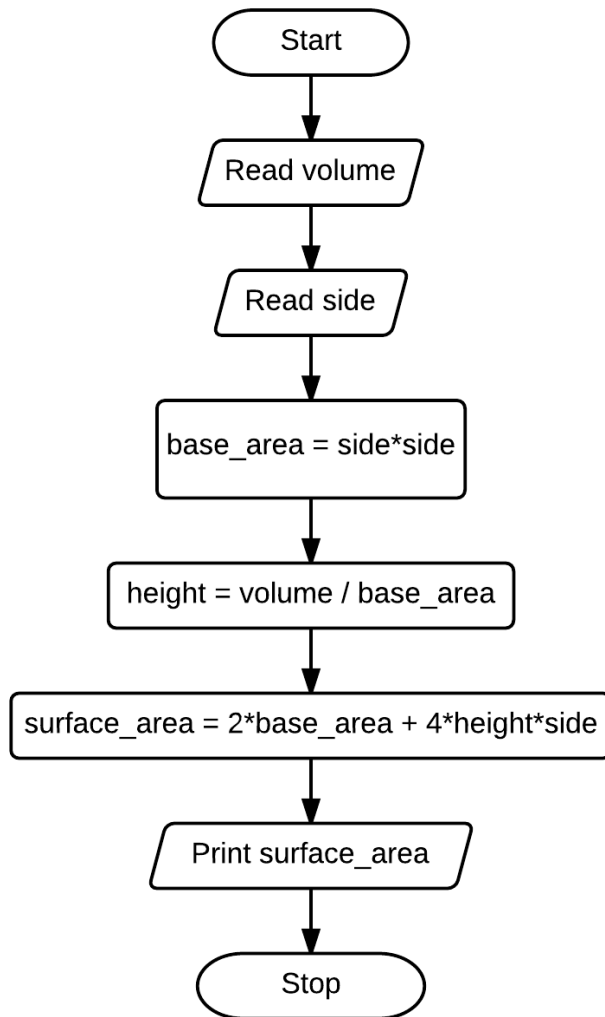 Start
Read volume
Read side
base_area = side*side
height = volume / base_area
surface_area = 2*base_area + 4*height*side
Print surface_area
Stop